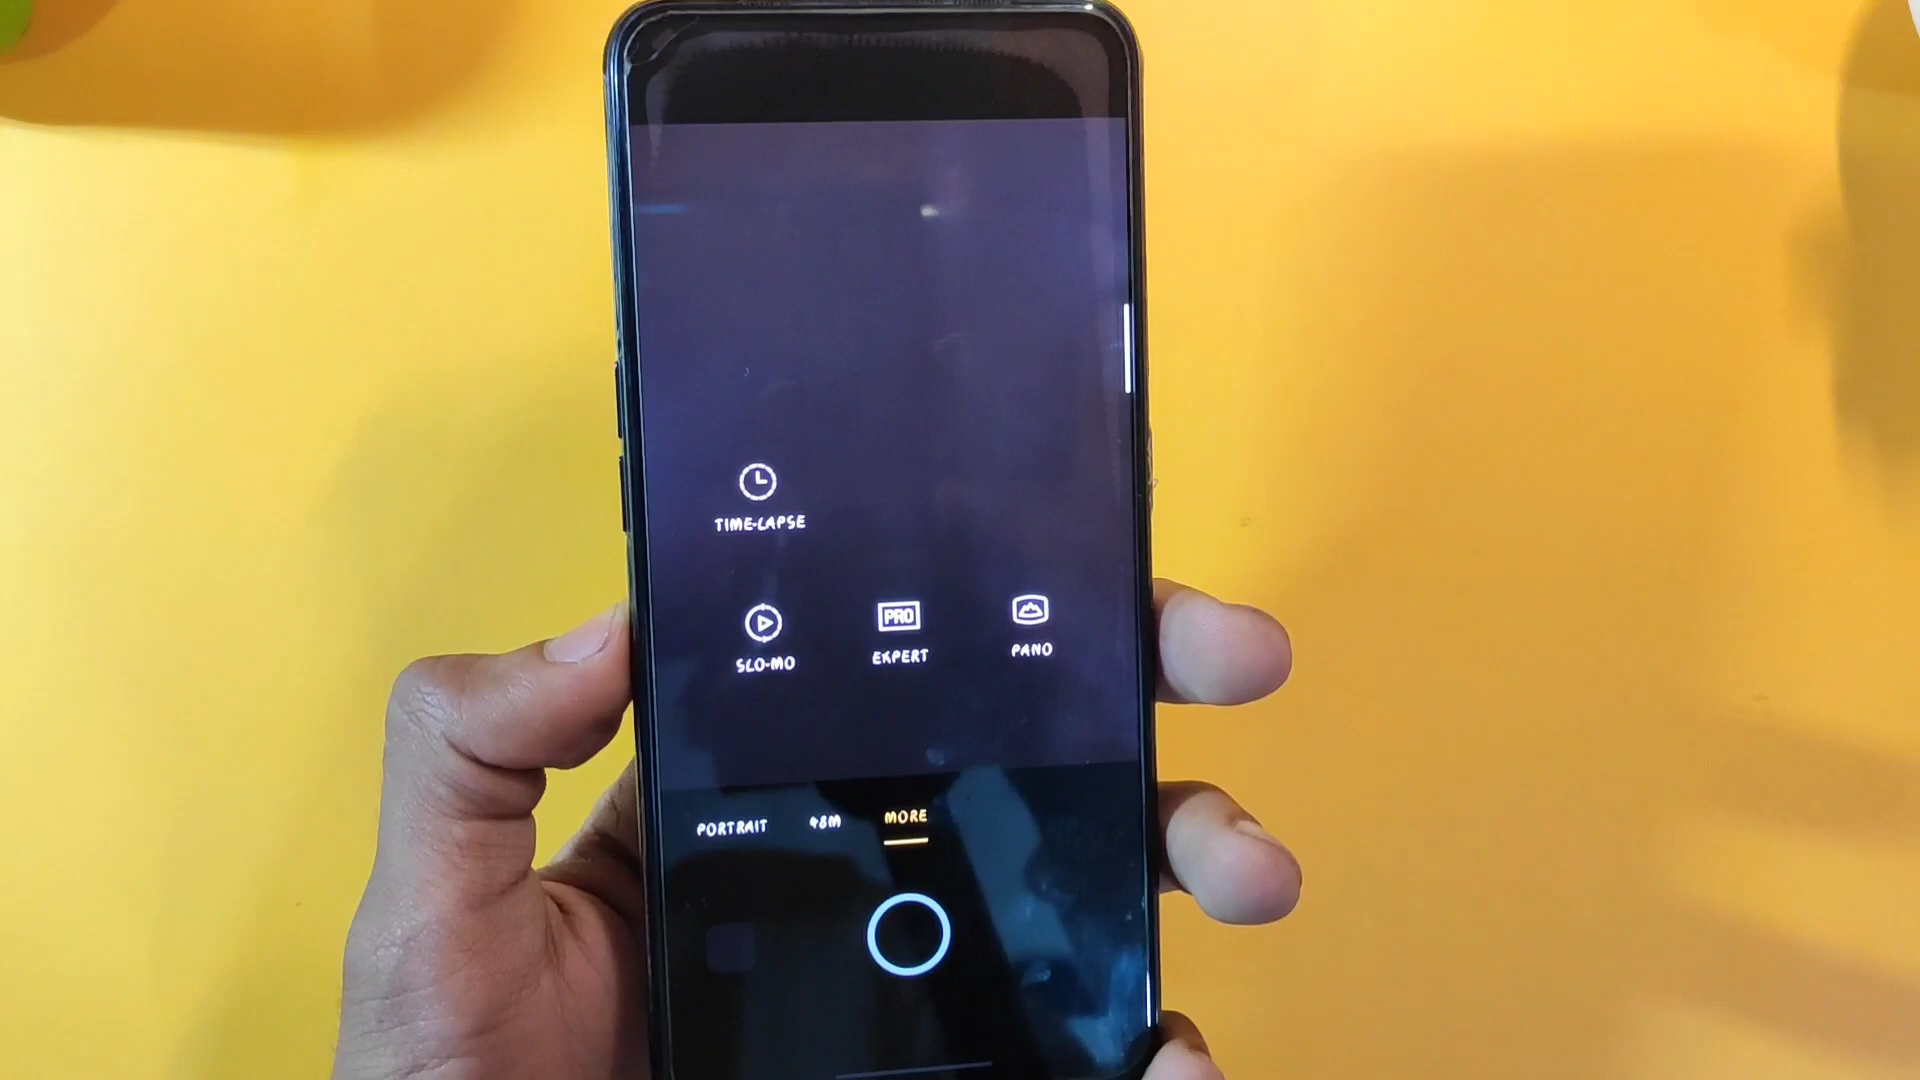 TIME-LAPSE
SLO-MO
PRO
EXPERT
PANO
PORTRAIT 48M MORE